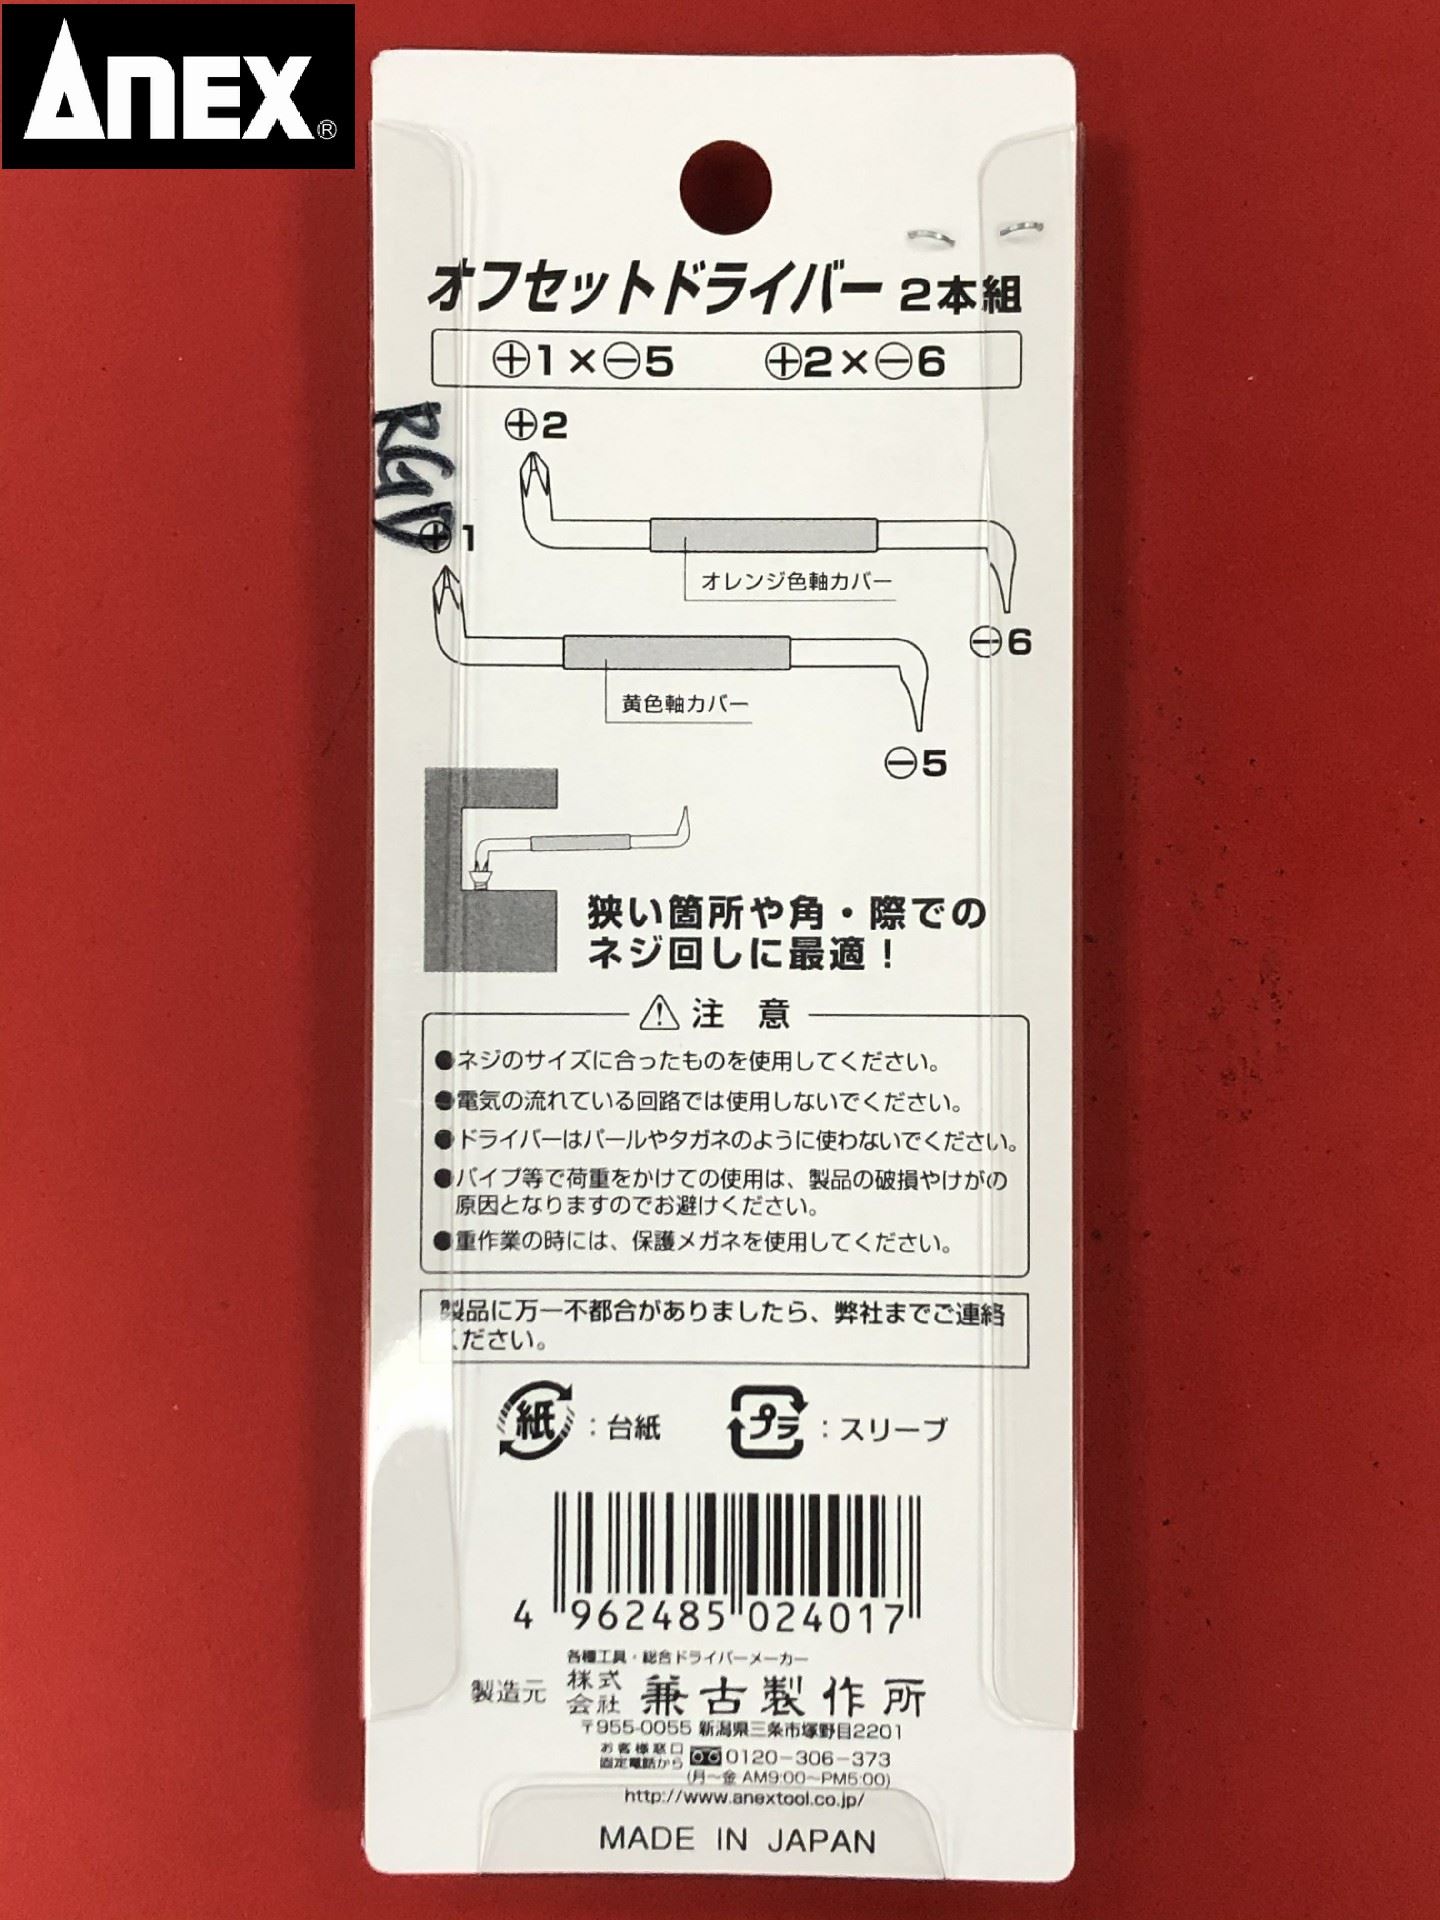 ANEX®
オフセットドライバー 2本組
⊕1×⊖5 ⊕2×⊖6
⊕2
RG
⊕1
オレンジ色軸カバー
⊖6
黄色軸カバー
⊖5
狭い箇所や角・際での
ネジ回しに最適！
⚠注 意
●ネジのサイズに合ったものを使用してください。
●電気の流れている回路では使用しないでください。
●ドライバーはバールやタガネのように使わないでください。
●パイプ等で荷重をかけての使用は、製品の破損やけがの
原因となりますのでお避けください。
●重作業の時には、保護メガネを使用してください。
製品に万一不都合がありましたら、弊社までご連絡
ください。
紙：台紙 プラ：スリーブ
4 962485 024017
各種工具・総合ドライバーメーカー
製造元 株式会社 兼古製作所
〒955-0055 新潟県三条市塚野目2201
お客様窓口
固定電話から 0120-306-373
(月～金 AM9:00～PM5:00)
http://www.anextool.co.jp/
MADE IN JAPAN